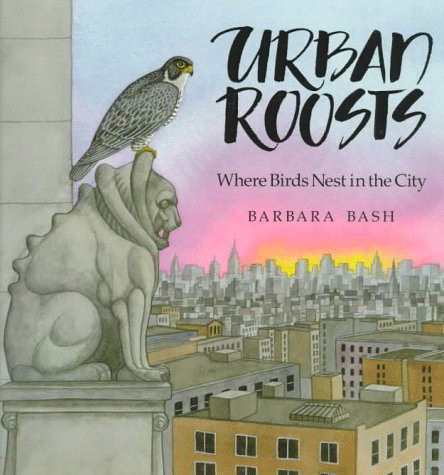 URBAN
ROOSTS
Where Birds Nest in the City
BARBARA BASH